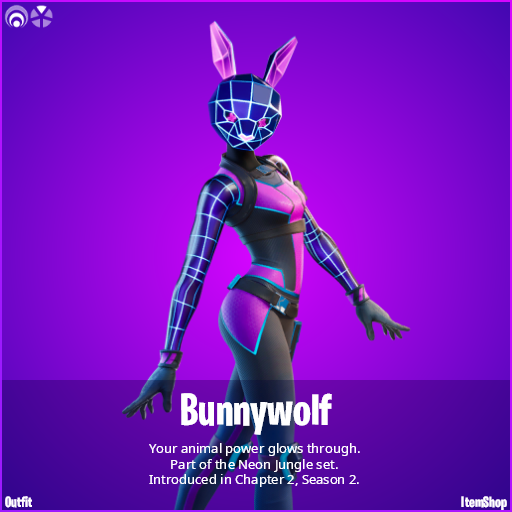 Bunnywolf
Your animal power glows through.
Part of the Neon Jungle set.
Introduced in Chapter 2, Season 2.
Outfit
ItemShop